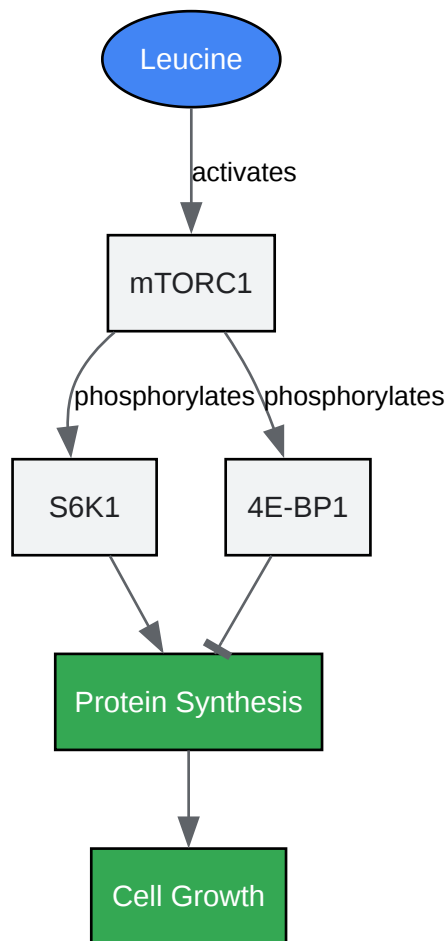 Leucine
activates
mTORC1
phosphorylates
phosphorylates
S6K1
4E-BP1
Protein Synthesis
Cell Growth